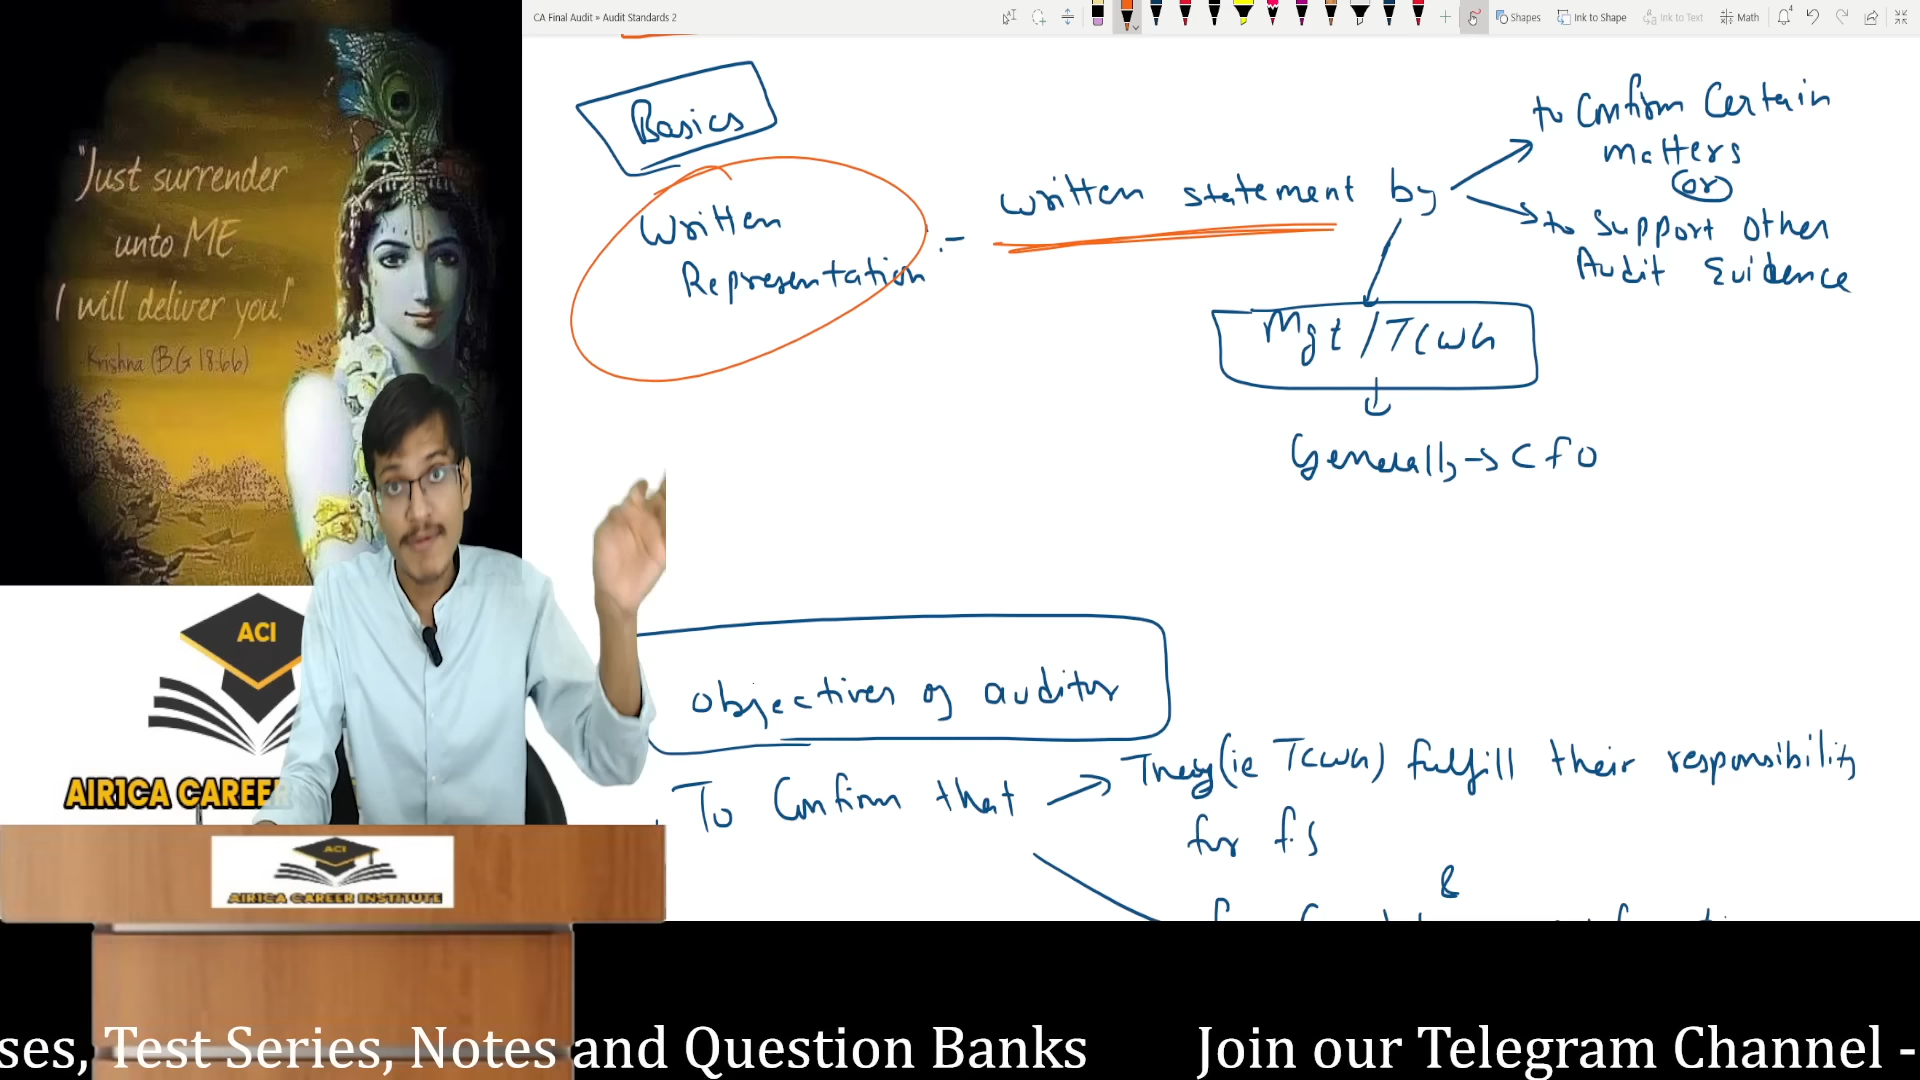 CA Final Audit » Audit Standards 2
Shapes
Ink to Shape
Ink to Text
Math
"Just surrender
unto ME
I will deliver you!"
- Krishna (B.G 18:66)
Basics
Written
Representation :-
written statement by
to Confirm Certain
matters
(or)
to Support Other
Audit Evidence
Mgt / TCWG
Generally → CFO
Objectives of auditor
To Confirm that → They (ie TCWG) fulfill their responsibility
for f.s
&
ACI
AIR1CA CAREER
ACI
AIR1CA CAREER INSTITUTE
ses, Test Series, Notes and Question Banks
Join our Telegram Channel -